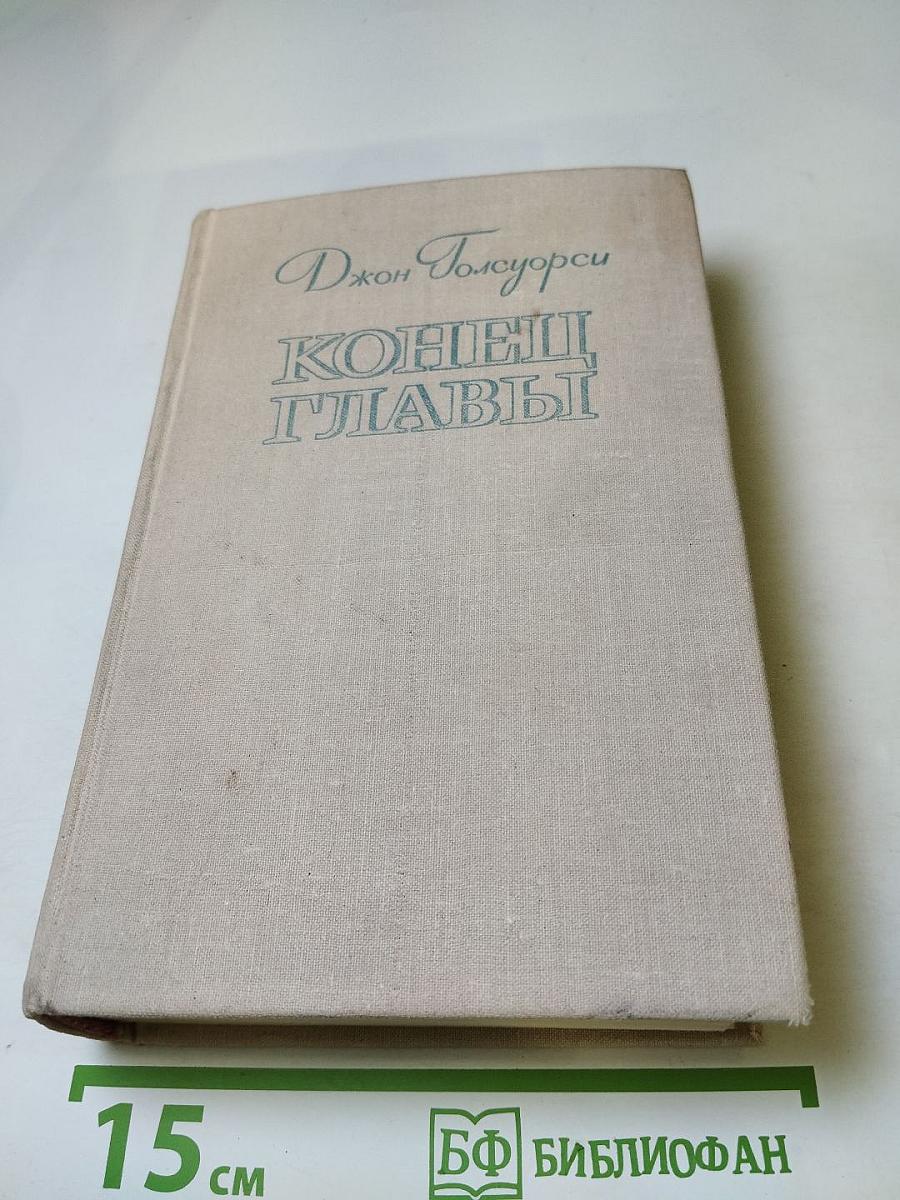 Джон Голсуорси
КОНЕЦ
ГЛАВЫ
15 см
БФ БИБЛИОФАН